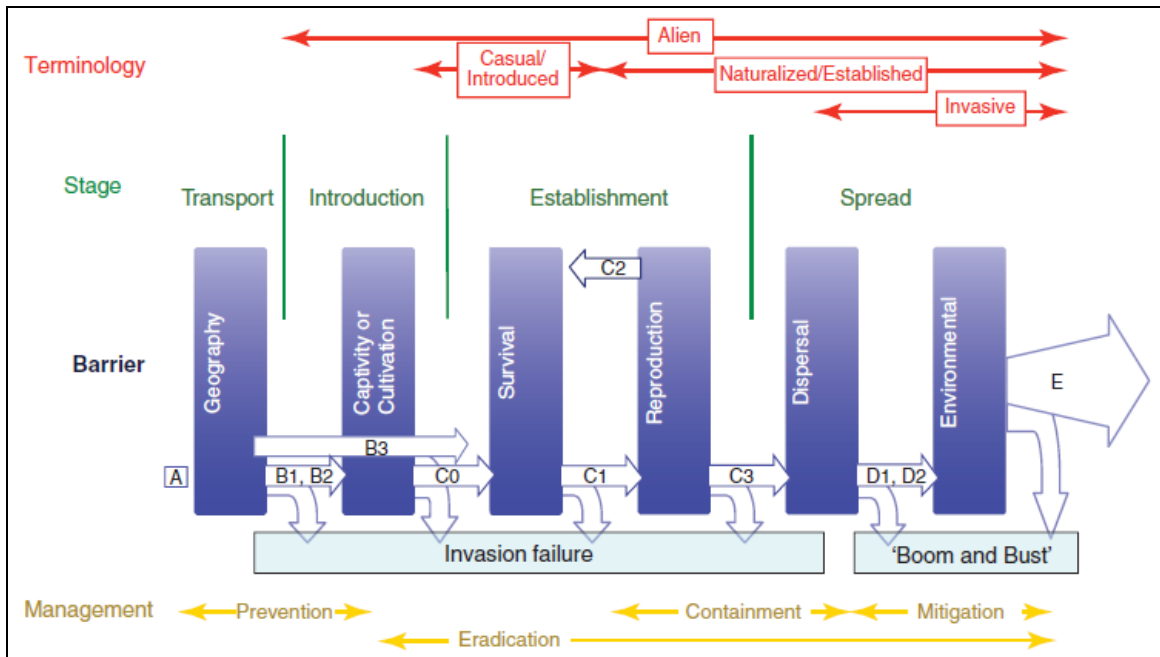 Terminology
Alien
Casual/
Introduced
Naturalized/Established
Invasive
Stage
Transport
Introduction
Establishment
Spread
Barrier
Geography
Captivity or
Cultivation
Survival
Reproduction
Dispersal
Environmental
C2
E
B3
A
B1, B2
C0
C1
C3
D1, D2
Invasion failure
‘Boom and Bust’
Management
Prevention
Containment
Mitigation
Eradication